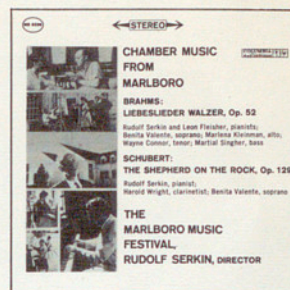 STEREO
CHAMBER MUSIC
FROM
MARLBORO
BRAHMS:
LIEBESLIEDER WALZER, Op. 52
Rudolf Serkin and Leon Fleisher, pianists;
Benita Valente, soprano; Marlena Kleinman, alto;
Wayne Connor, tenor; Martial Singher, bass
SCHUBERT:
THE SHEPHERD ON THE ROCK, Op. 129
Rudolf Serkin, pianist;
Harold Wright, clarinetist; Benita Valente, soprano
THE
MARLBORO MUSIC
FESTIVAL,
RUDOLF SERKIN, DIRECTOR